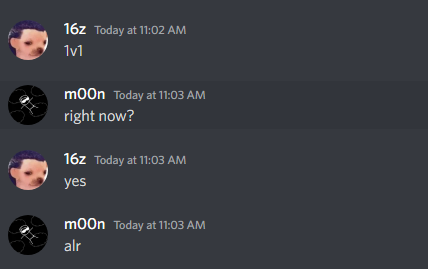 16z Today at 11:02 AM
1v1
m00n Today at 11:03 AM
right now?
16z Today at 11:03 AM
yes
m00n Today at 11:03 AM
alr